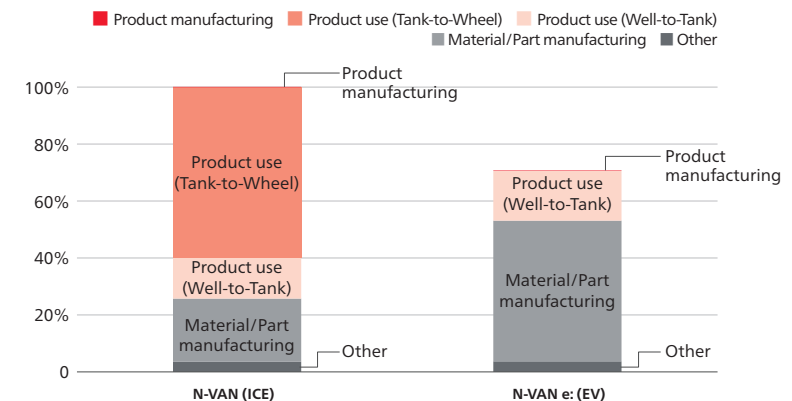 Product manufacturing Product use (Tank-to-Wheel) Product use (Well-to-Tank)
Material/Part manufacturing Other
100%
80%
60%
40%
20%
0
Product
manufacturing
Product use
(Tank-to-Wheel)
Product use
(Well-to-Tank)
Material/Part
manufacturing
Other
Product
manufacturing
Product use
(Well-to-Tank)
Material/Part
manufacturing
Other
N-VAN (ICE)
N-VAN e: (EV)